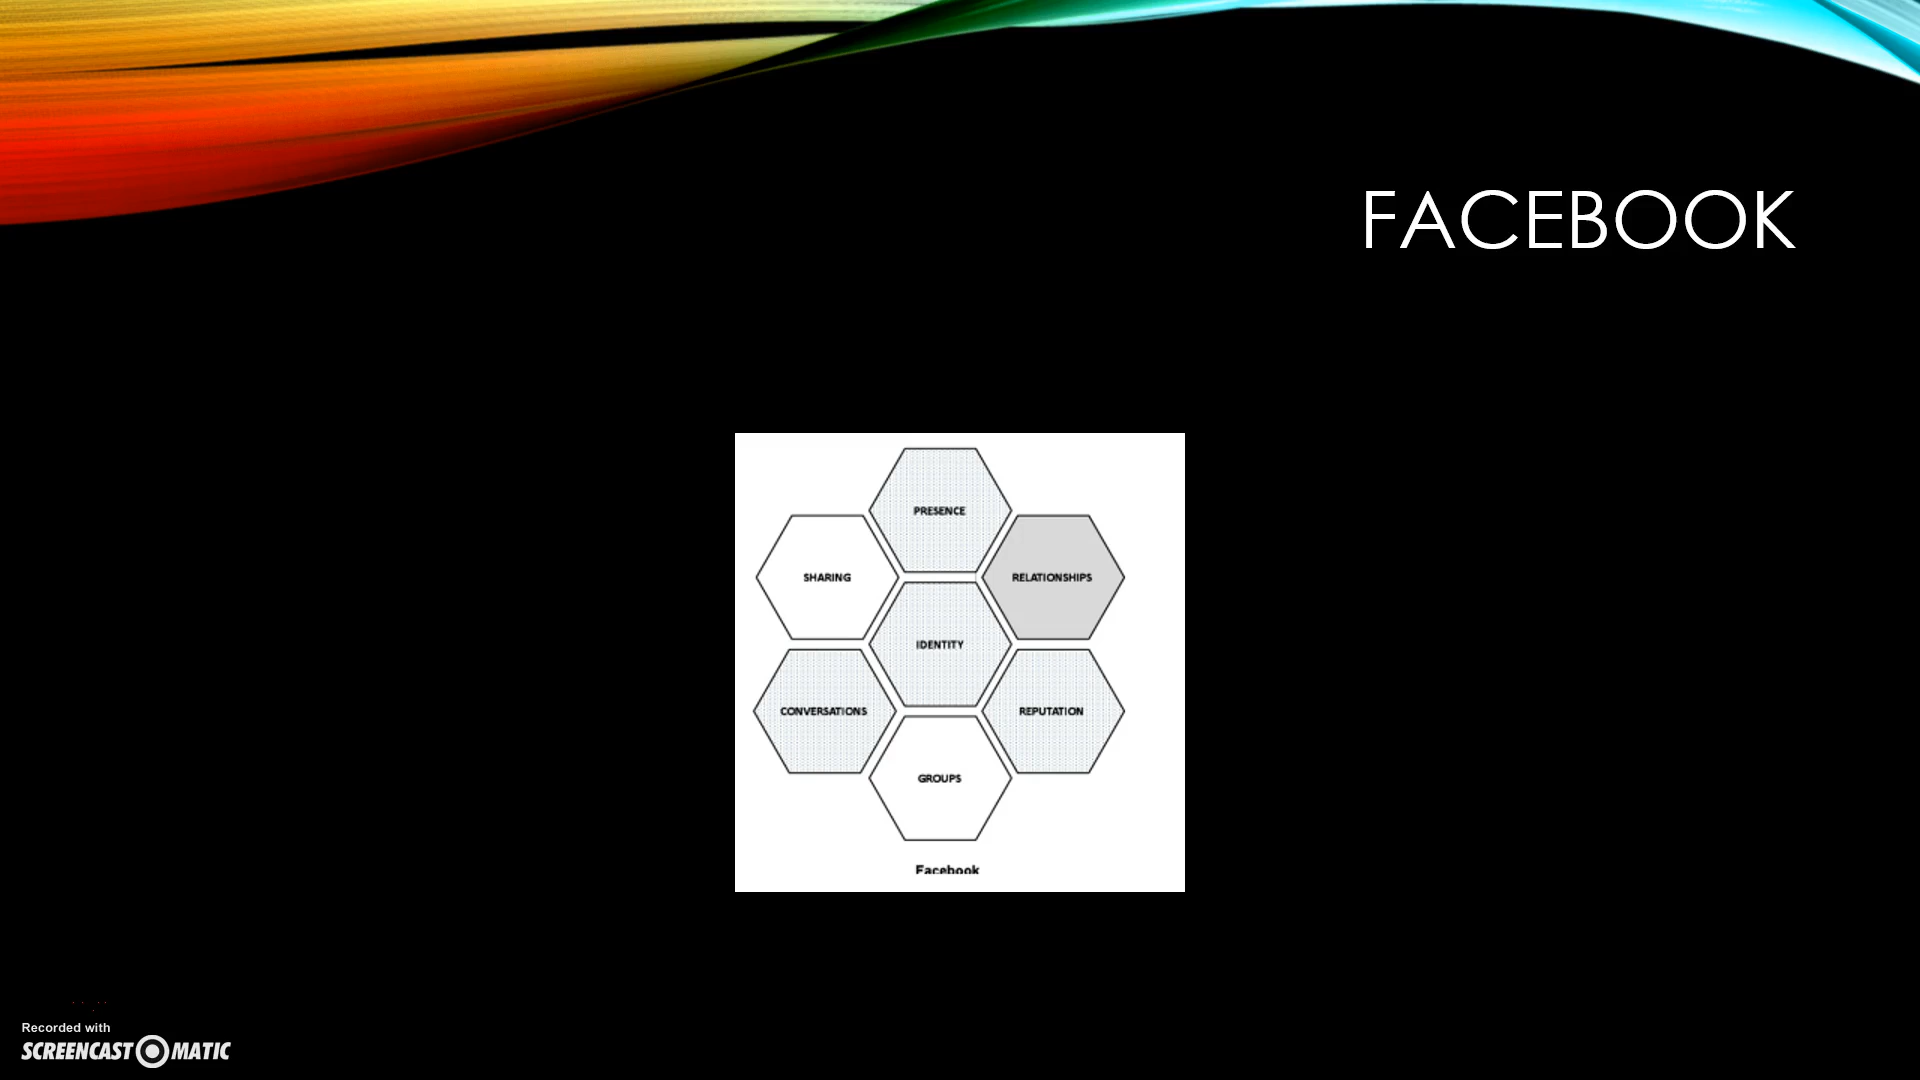 FACEBOOK
PRESENCE
SHARING
RELATIONSHIPS
IDENTITY
CONVERSATIONS
REPUTATION
GROUPS
Facebook
Recorded with
SCREENCAST MATIC